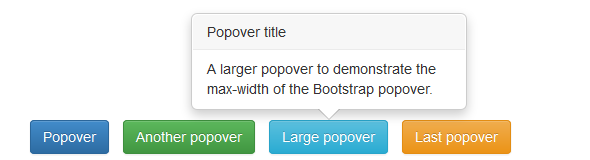 Popover title
A larger popover to demonstrate the
max-width of the Bootstrap popover.
Popover
Another popover
Large popover
Last popover